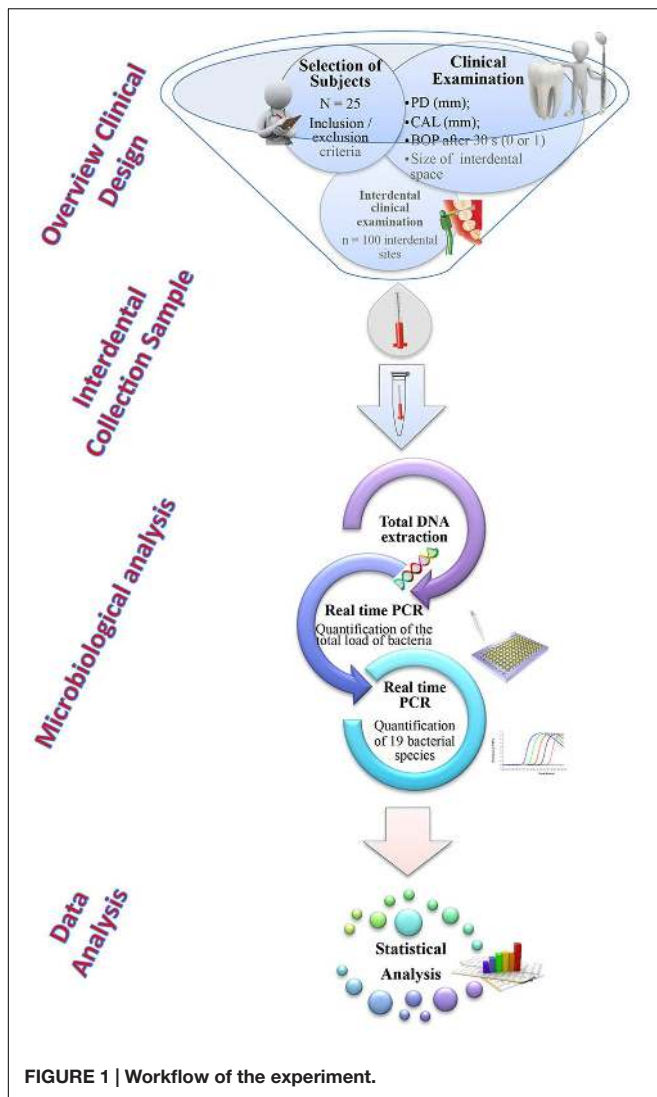 Overview Clinical
Design
Selection of
Subjects
N = 25
Inclusion /
exclusion
criteria
Clinical
Examination
•PD (mm);
•CAL (mm);
•BOP after 30 s (0 or 1)
•Size of interdental
space
Interdental
clinical
examination
n = 100 interdental
sites
Interdental
Collection Sample
Microbiological analysis
Total DNA
extraction
Real time PCR
Quantification of the
total load of bacteria
Real time
PCR
Quantification
of 19 bacterial
species
Data
Analysis
Statistical
Analysis
FIGURE 1 | Workflow of the experiment.